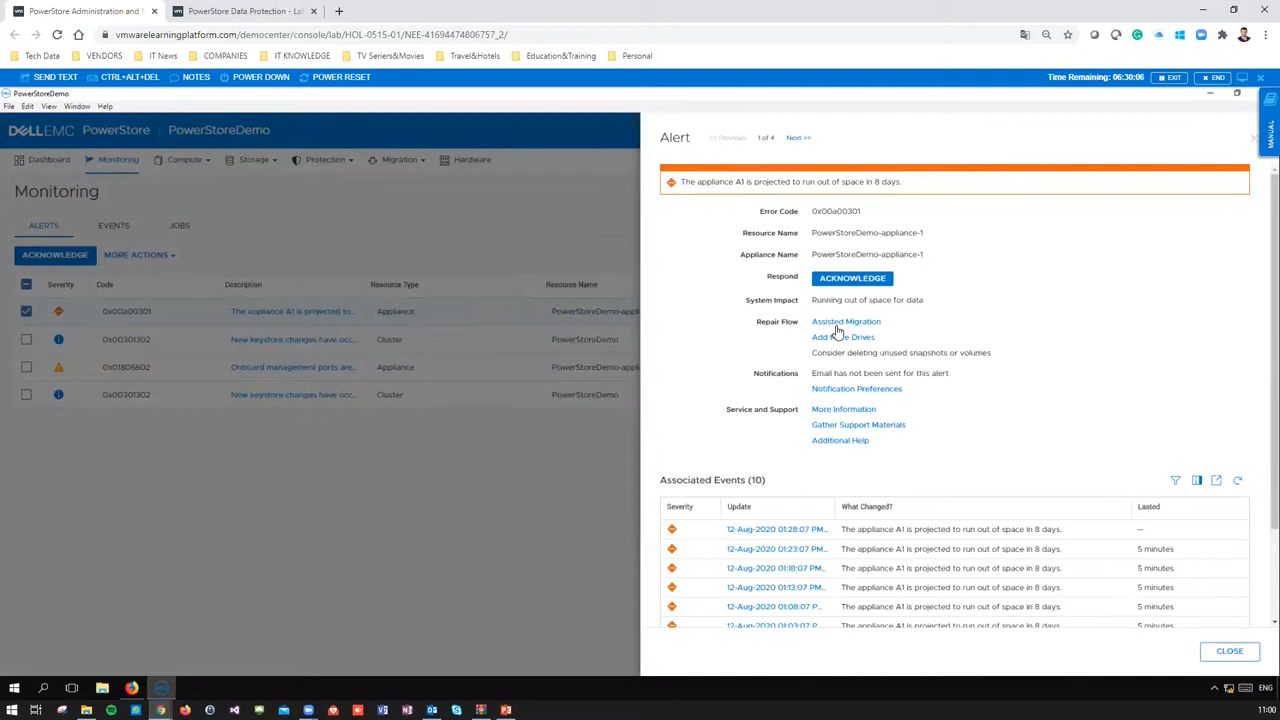 PowerStore Administration and M
PowerStore Data Protection - Lab
vmwarelearningplatform.com/democenter/console/lab/HOL-0515-01/NEE-41694474806757_2/
Tech Data
VENDORS
IT News
COMPANIES
IT KNOWLEDGE
TV Seriers&Movies
Travel&Hotels
Education&Training
Personal
SEND TEXT
CTRL+ALT+DEL
NOTES
POWER DOWN
POWER RESET
Time Remaining: 06:30:06
EXIT
END
PowerStoreDemo
File Edit View Window Help
MANUAL
DELLEMC PowerStore PowerStoreDemo
Dashboard
Monitoring
Compute
Storage
Protection
Migration
Hardware
Monitoring
ALERTS
EVENTS
JOBS
ACKNOWLEDGE
MORE ACTIONS
Severity Code Description Resource Type Resource Name
0x00a00301 The appliance A1 is projected to... Appliance PowerStoreDemo-appl
0x00301302 New keystore changes have occ... Cluster PowerStoreDemo
0x01806802 Onboard management ports are... Appliance PowerStoreDemo-appl
0x00301302 New keystore changes have occ... Cluster PowerStoreDemo
Alert
<< Previous 1 of 4 Next >>
The appliance A1 is projected to run out of space in 8 days.
Error Code 0x00a00301
Resource Name PowerStoreDemo-appliance-1
Appliance Name PowerStoreDemo-appliance-1
Respond ACKNOWLEDGE
System Impact Running out of space for data
Repair Flow Assisted Migration
Add Drives
Consider deleting unused snapshots or volumes
Notifications Email has not been sent for this alert
Notification Preferences
Service and Support More Information
Gather Support Materials
Additional Help
Associated Events (10)
Severity Update What Changed? Lasted
12-Aug-2020 01:28:07 PM... The appliance A1 is projected to run out of space in 8 days. --
12-Aug-2020 01:23:07 PM... The appliance A1 is projected to run out of space in 8 days. 5 minutes
12-Aug-2020 01:18:07 PM... The appliance A1 is projected to run out of space in 8 days. 5 minutes
12-Aug-2020 01:13:07 PM... The appliance A1 is projected to run out of space in 8 days. 5 minutes
12-Aug-2020 01:08:07 P... The appliance A1 is projected to run out of space in 8 days. 5 minutes
12-Aug-2020 01:03:07 P... The appliance A1 is projected to run out of space in 8 days. 5 minutes
CLOSE
ENG
ENG
11:00